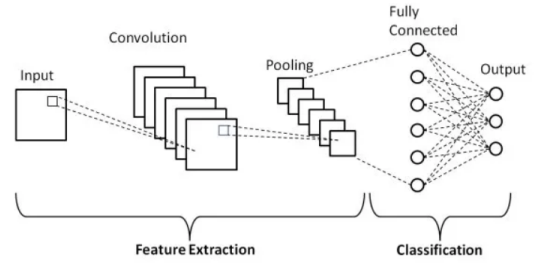 Input
Convolution
Pooling
Fully
Connected
Output
Feature Extraction
Classification